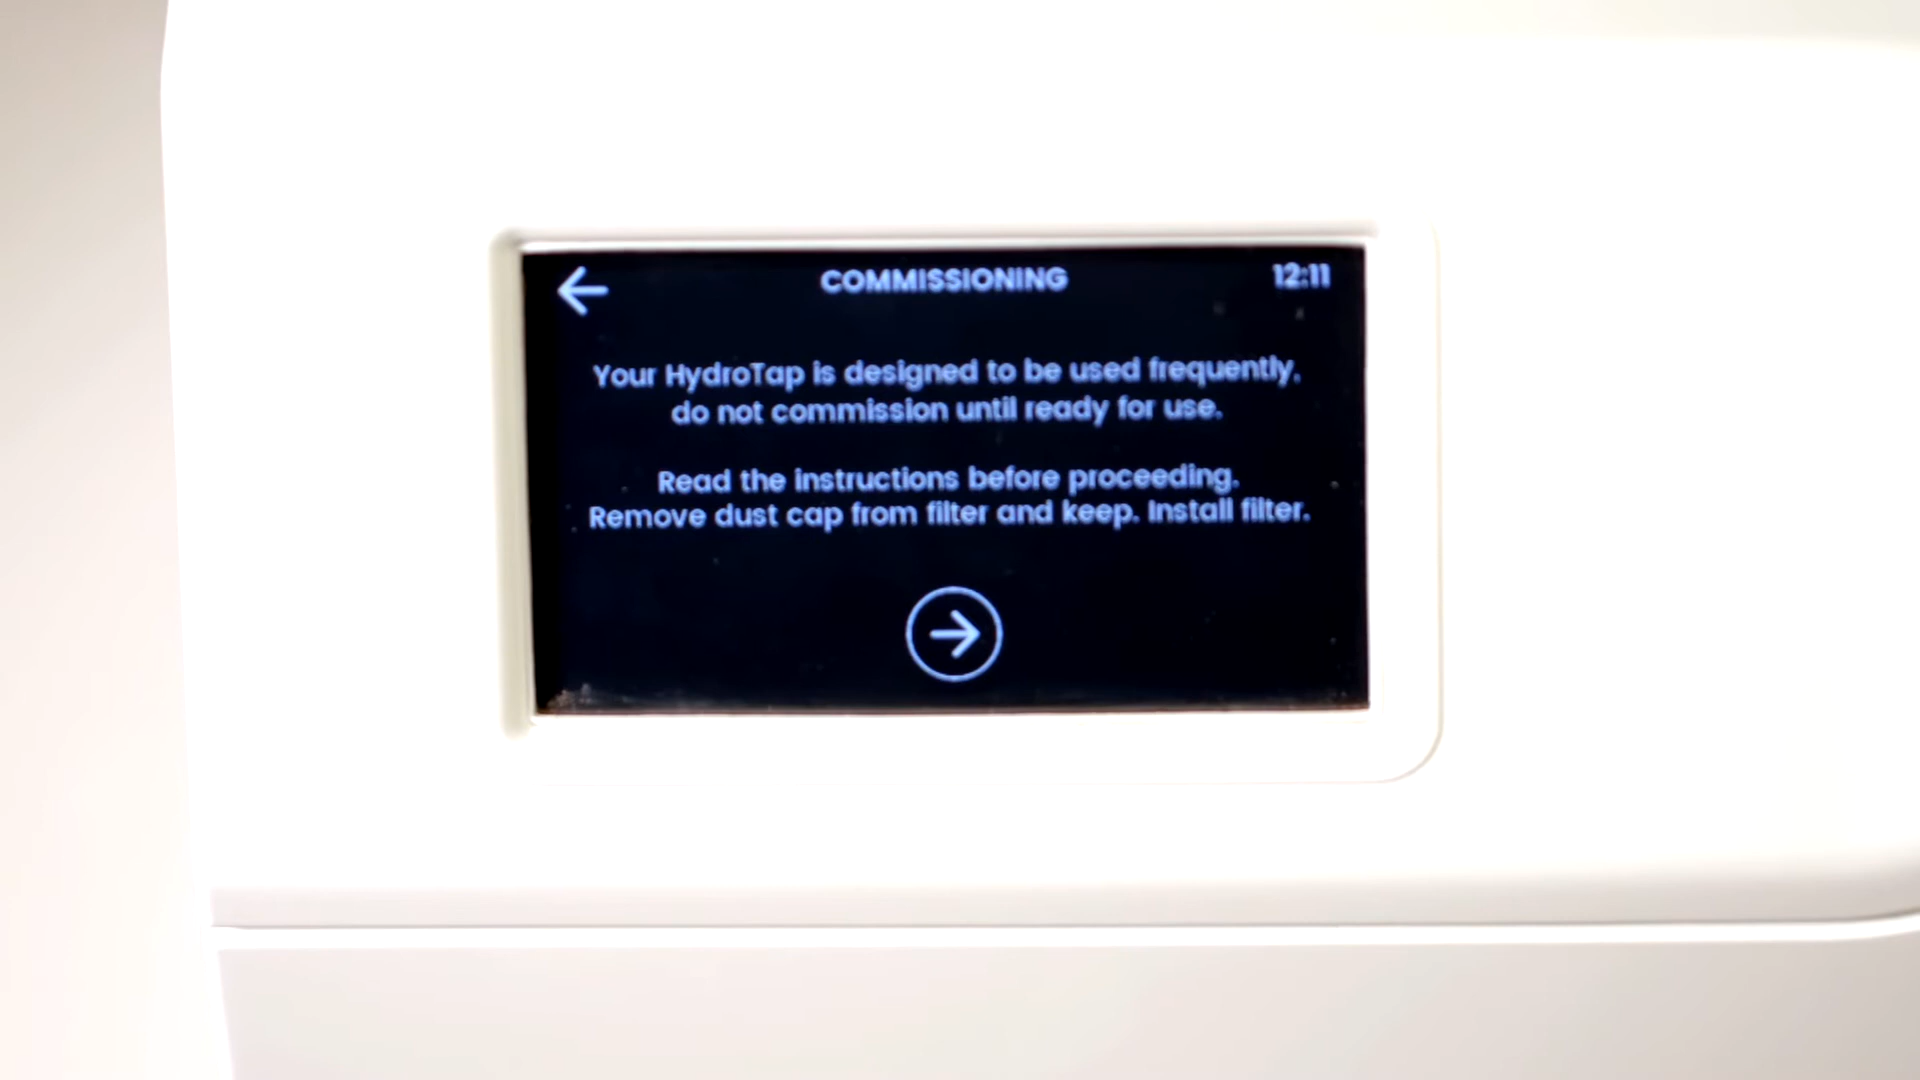 COMMISSIONING
12:11
Your HydroTap is designed to be used frequently,
do not commission until ready for use.
Read the instructions before proceeding.
Remove dust cap from filter and keep. Install filter.